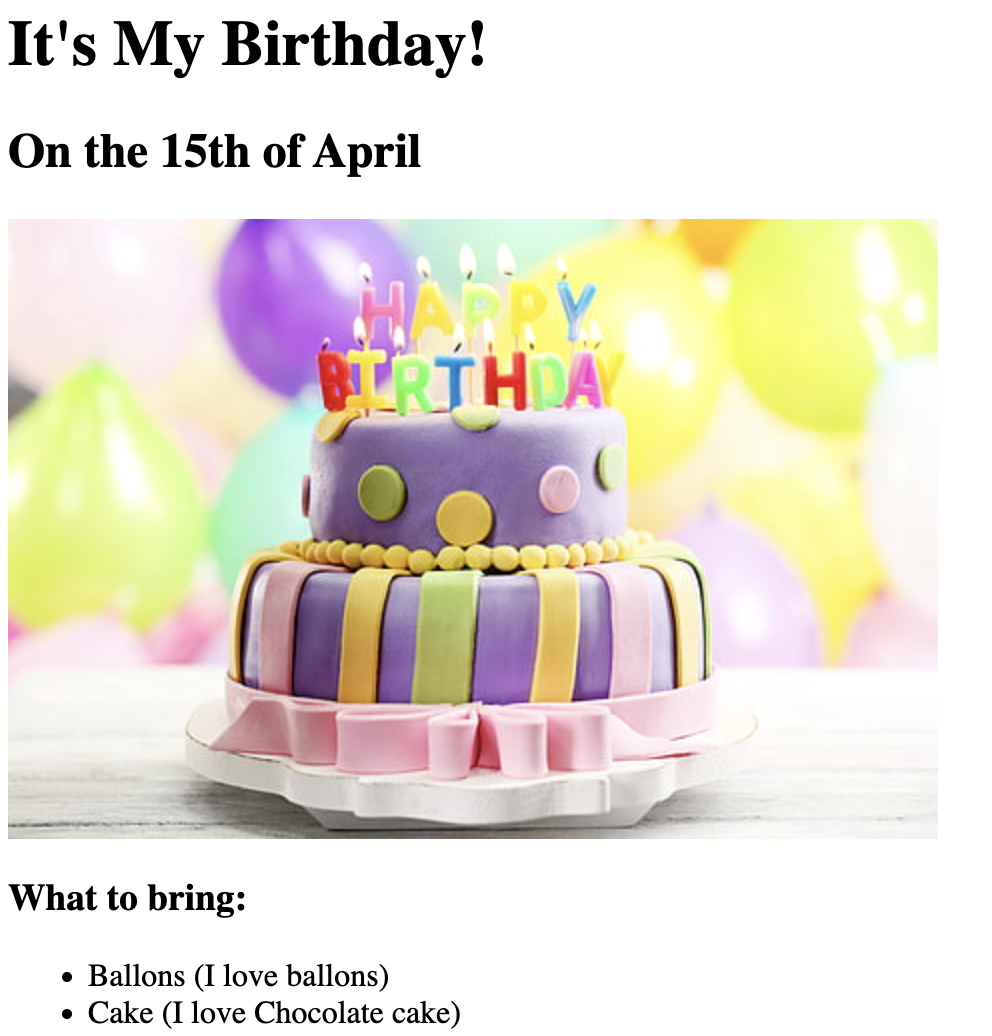 It's My Birthday!
On the 15th of April
HAPPY
BIRTHDAY
What to bring:
Ballons (I love ballons)
Cake (I love Chocolate cake)